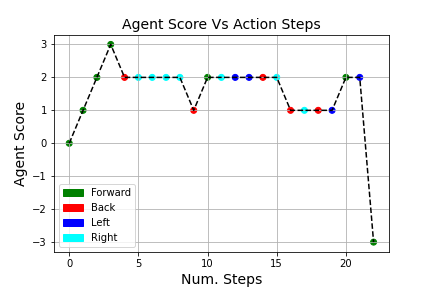 Agent Score Vs Action Steps
3
2
1
0
−1
−2
−3
Agent Score
Forward
Back
Left
Right
0 5 10 15 20
Num. Steps